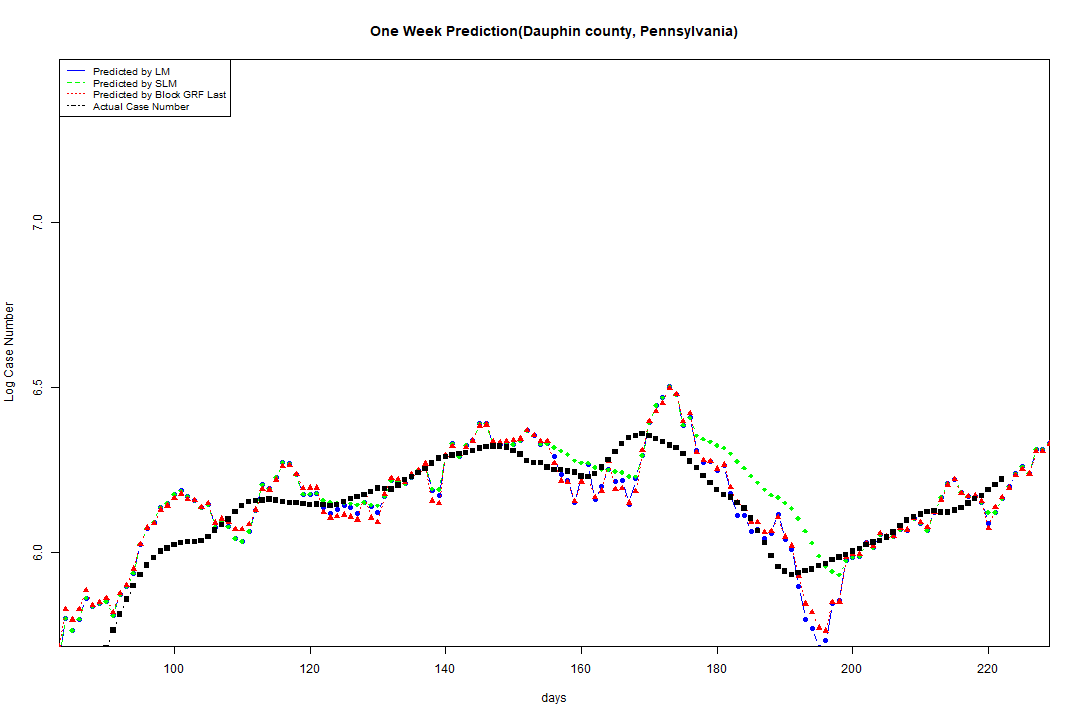 One Week Prediction(Dauphin county, Pennsylvania)
Predicted by LM
Predicted by SLM
Predicted by Block GRF Last
Actual Case Number
Log Case Number
7.0
6.5
6.0
100 120 140 160 180 200 220
days